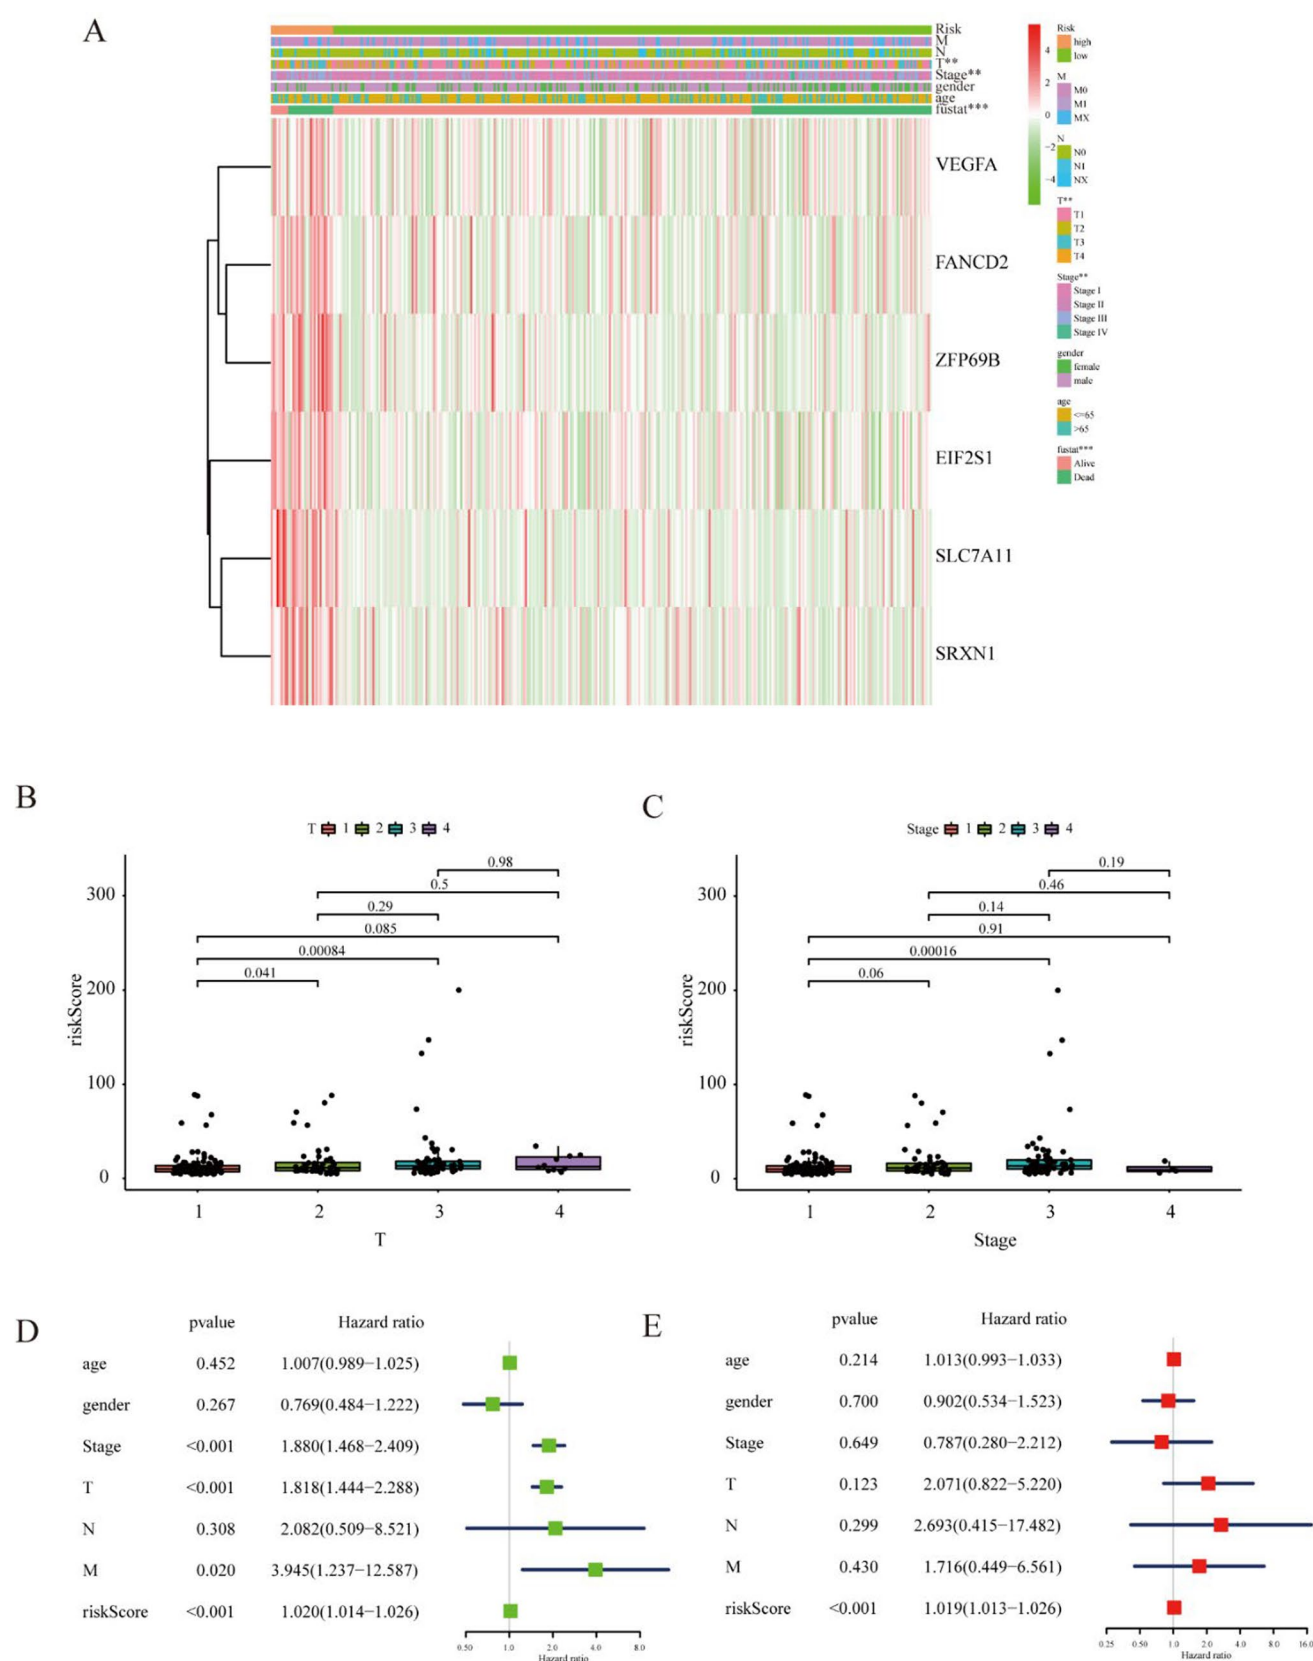 A
Risk
M
N
T**
Stage**
gender
age
fustat***
VEGFA
FANCD2
ZFP69B
EIF2S1
SLC7A11
SRXN1
4
2
0
−2
−4
Risk
high
low
M
M0
M1
MX
N
N0
N1
NX
T**
T1
T2
T3
T4
Stage**
Stage I
Stage II
Stage III
Stage IV
gender
female
male
age
<=65
>65
fustat***
Alive
Dead
B
T 1 2 3 4
0.98
0.5
0.29
0.085
0.00084
0.041
300
200
100
0
riskScore
1 2 3 4
T
C
Stage 1 2 3 4
0.19
0.46
0.14
0.91
0.00016
0.06
300
200
100
0
riskScore
1 2 3 4
Stage
D
pvalue Hazard ratio
age 0.452 1.007(0.989−1.025)
gender 0.267 0.769(0.484−1.222)
Stage <0.001 1.880(1.468−2.409)
T <0.001 1.818(1.444−2.288)
N 0.308 2.082(0.509−8.521)
M 0.020 3.945(1.237−12.587)
riskScore <0.001 1.020(1.014−1.026)
0.50 1.0 2.0 4.0 8.0
Hazard ratio
E
pvalue Hazard ratio
age 0.214 1.013(0.993−1.033)
gender 0.700 0.902(0.534−1.523)
Stage 0.649 0.787(0.280−2.212)
T 0.123 2.071(0.822−5.220)
N 0.299 2.693(0.415−17.482)
M 0.430 1.716(0.449−6.561)
riskScore <0.001 1.019(1.013−1.026)
0.25 0.50 1.0 2.0 4.0 8.0 16.0
Hazard ratio